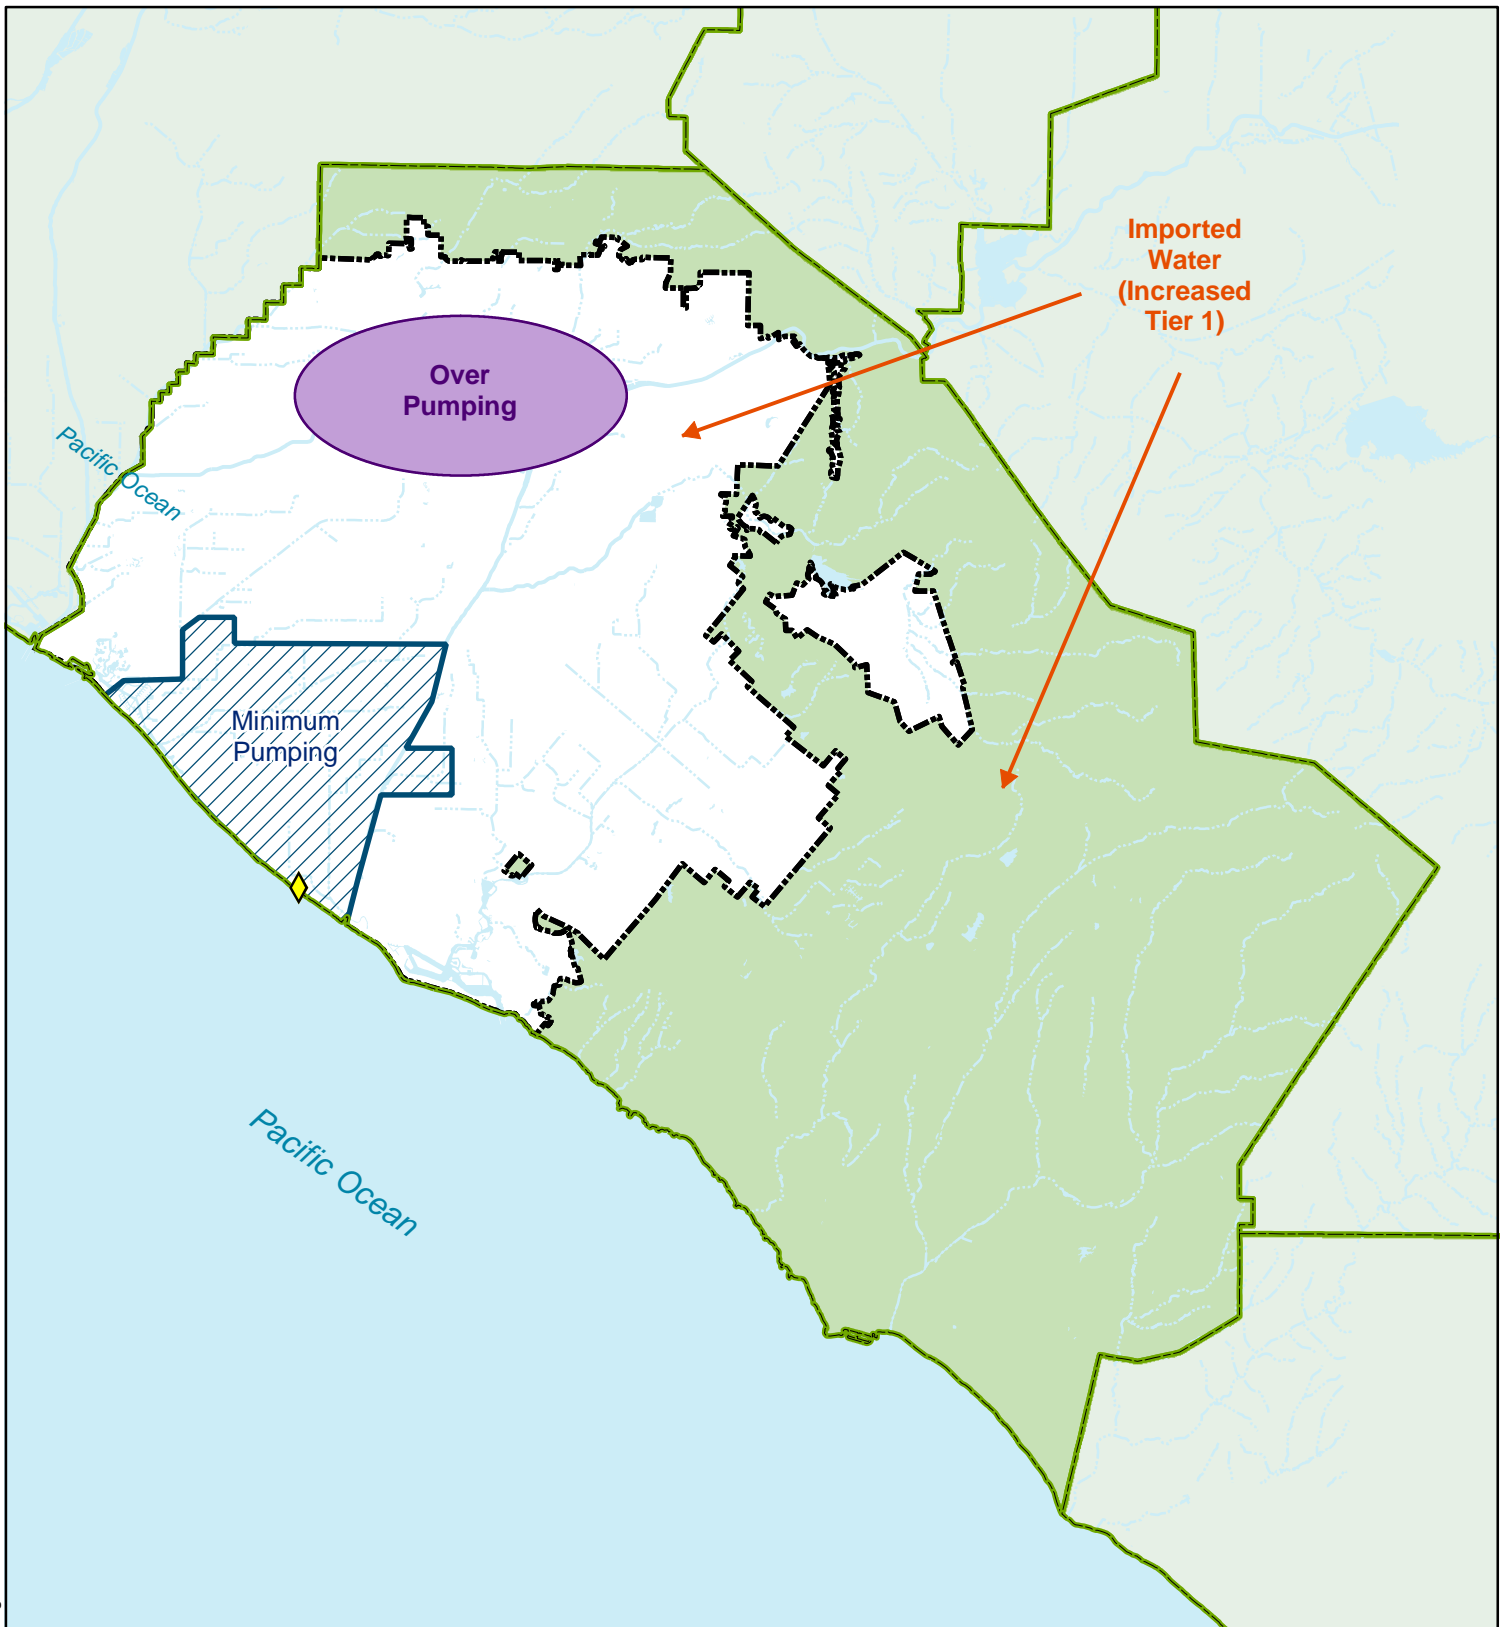 Imported
Water
(Increased
Tier 1)
Over
Pumping
Pacific Ocean
Minimum
Pumping
Pacific Ocean